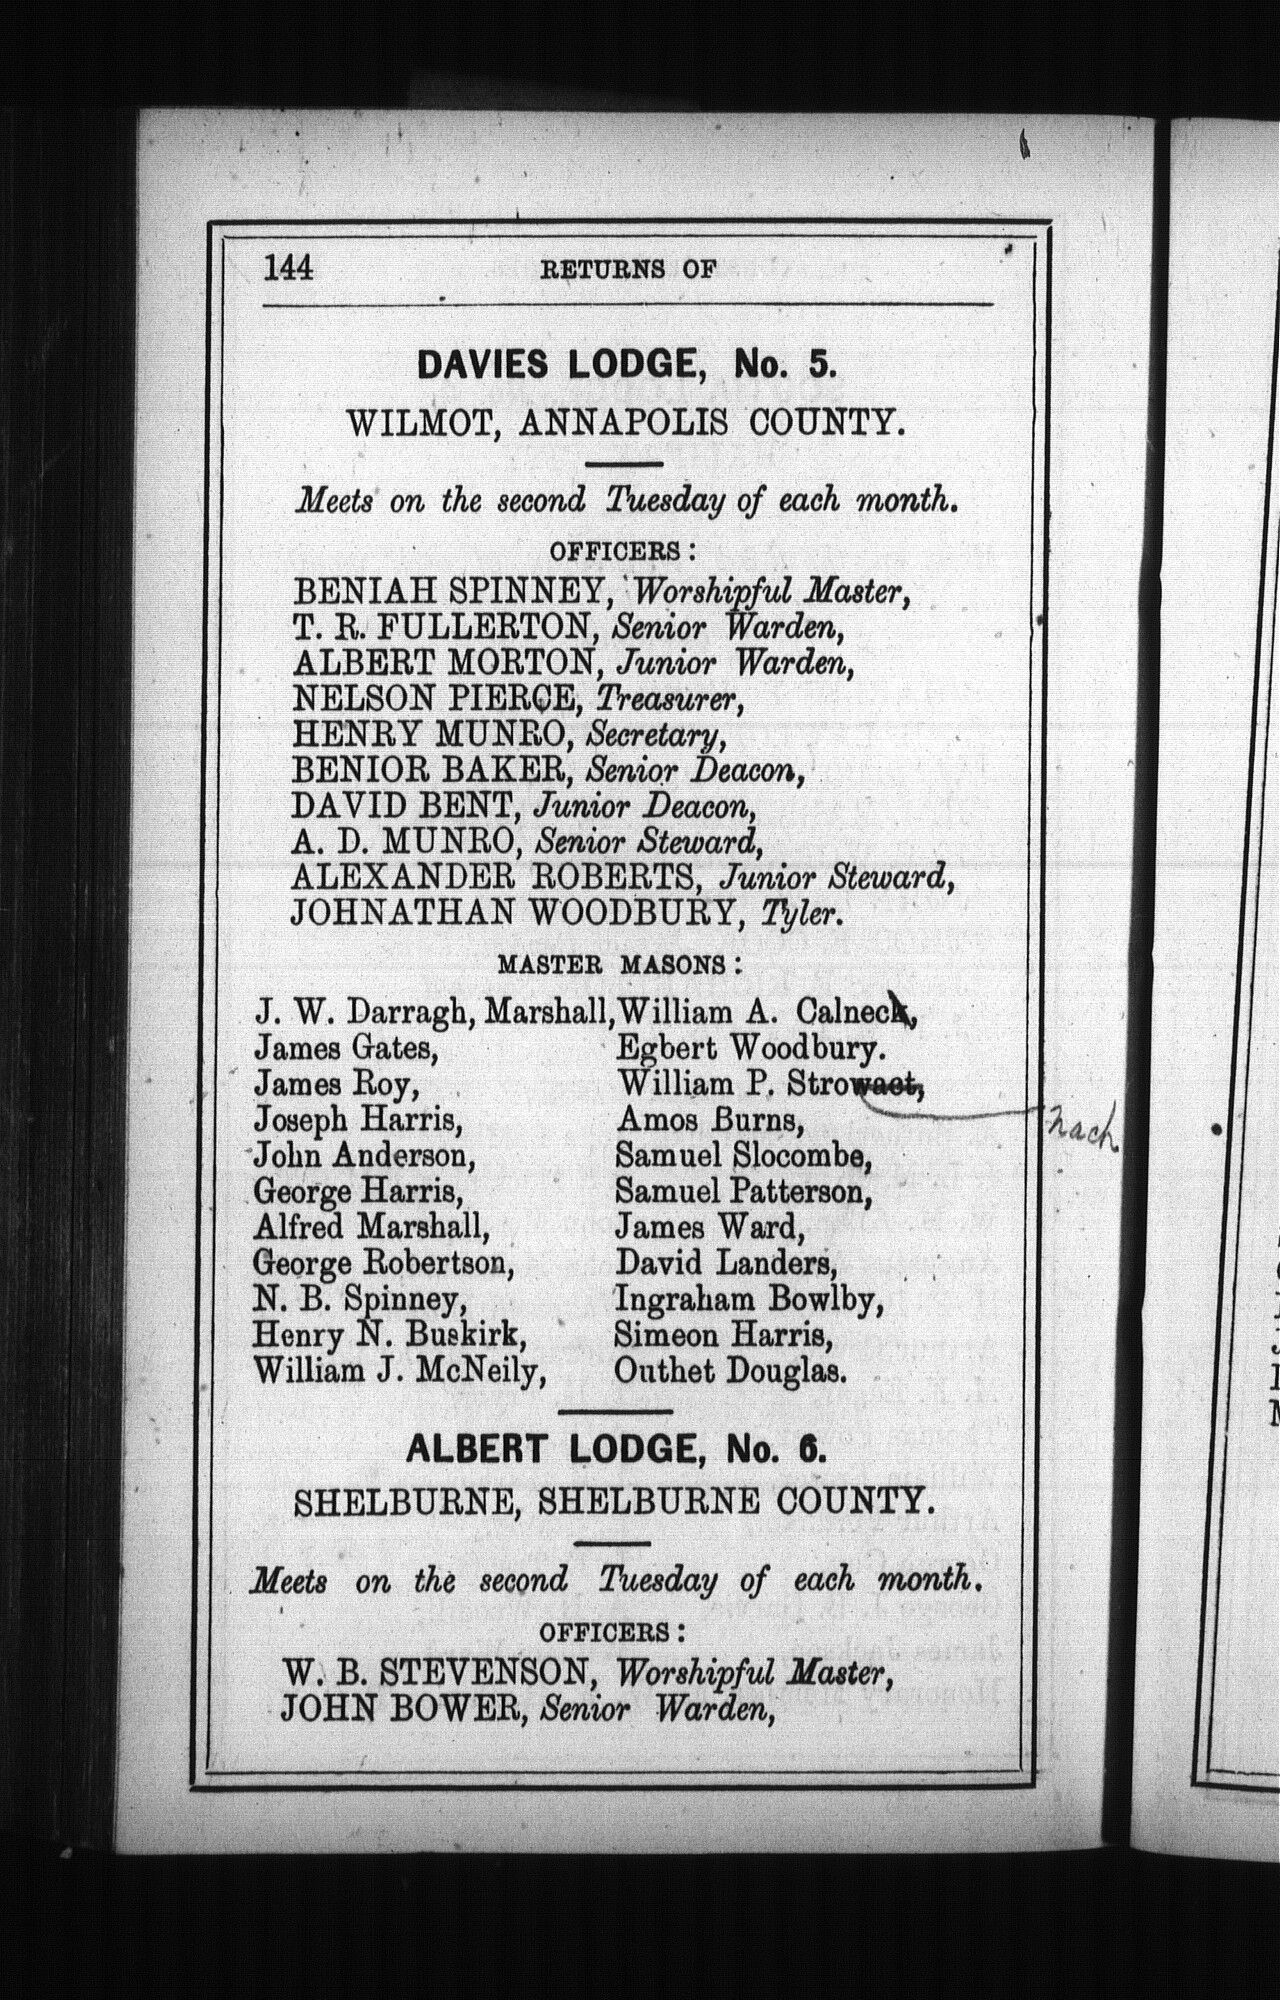 144
RETURNS OF
DAVIES LODGE, No. 5.
WILMOT, ANNAPOLIS COUNTY.
Meets on the second Tuesday of each month.
OFFICERS:
BENIAH SPINNEY, Worshipful Master,
T. R. FULLERTON, Senior Warden,
ALBERT MORTON, Junior Warden,
NELSON PIERCE, Treasurer,
HENRY MUNRO, Secretary,
BENIOR BAKER, Senior Deacon,
DAVID BENT, Junior Deacon,
A. D. MUNRO, Senior Steward,
ALEXANDER ROBERTS, Junior Steward,
JOHNATHAN WOODBURY, Tyler.
MASTER MASONS:
J. W. Darragh, Marshall,
James Gates,
James Roy,
Joseph Harris,
John Anderson,
George Harris,
Alfred Marshall,
George Robertson,
N. B. Spinney,
Henry N. Buskirk,
William J. McNeily,
William A. Calneck,
Egbert Woodbury.
William P. Strowaet,
nach
Amos Burns,
Samuel Slocombe,
Samuel Patterson,
James Ward,
David Landers,
Ingraham Bowlby,
Simeon Harris,
Outhet Douglas.
ALBERT LODGE, No. 6.
SHELBURNE, SHELBURNE COUNTY.
Meets on the second Tuesday of each month.
OFFICERS:
W. B. STEVENSON, Worshipful Master,
JOHN BOWER, Senior Warden,